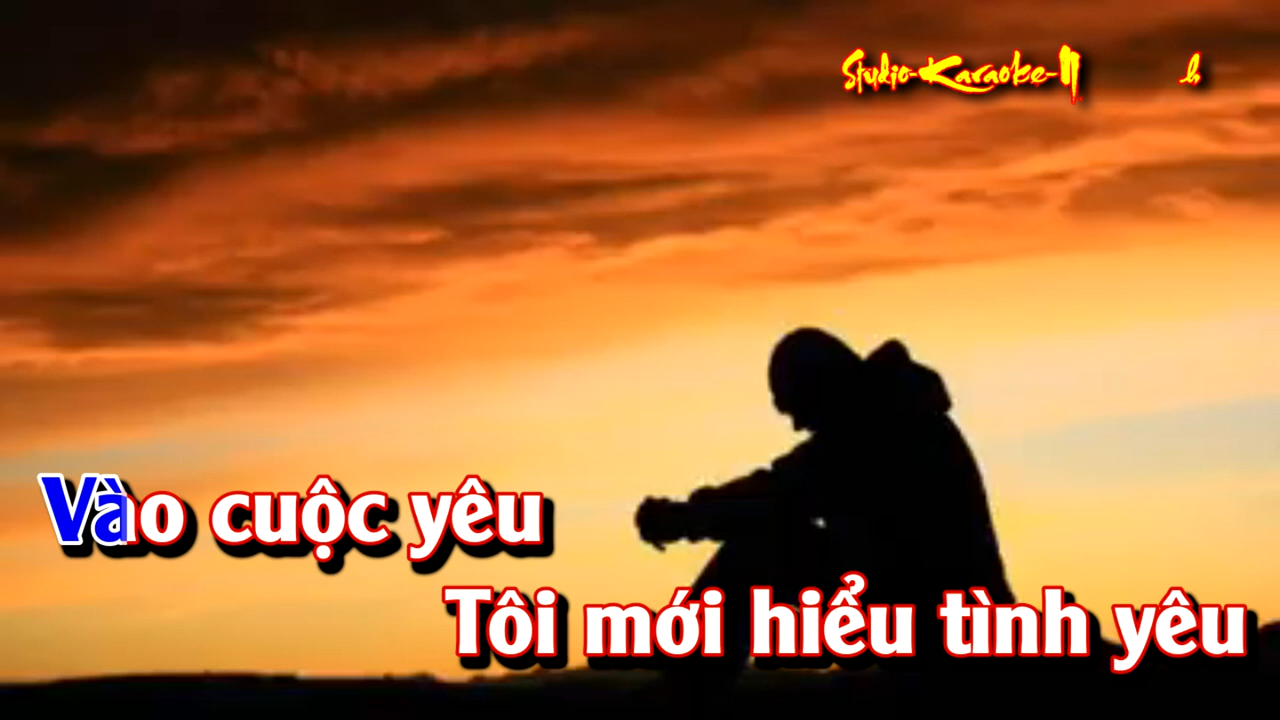 Studio-Karaoke-
Vào cuộc yêu
Tôi mới hiểu tình yêu